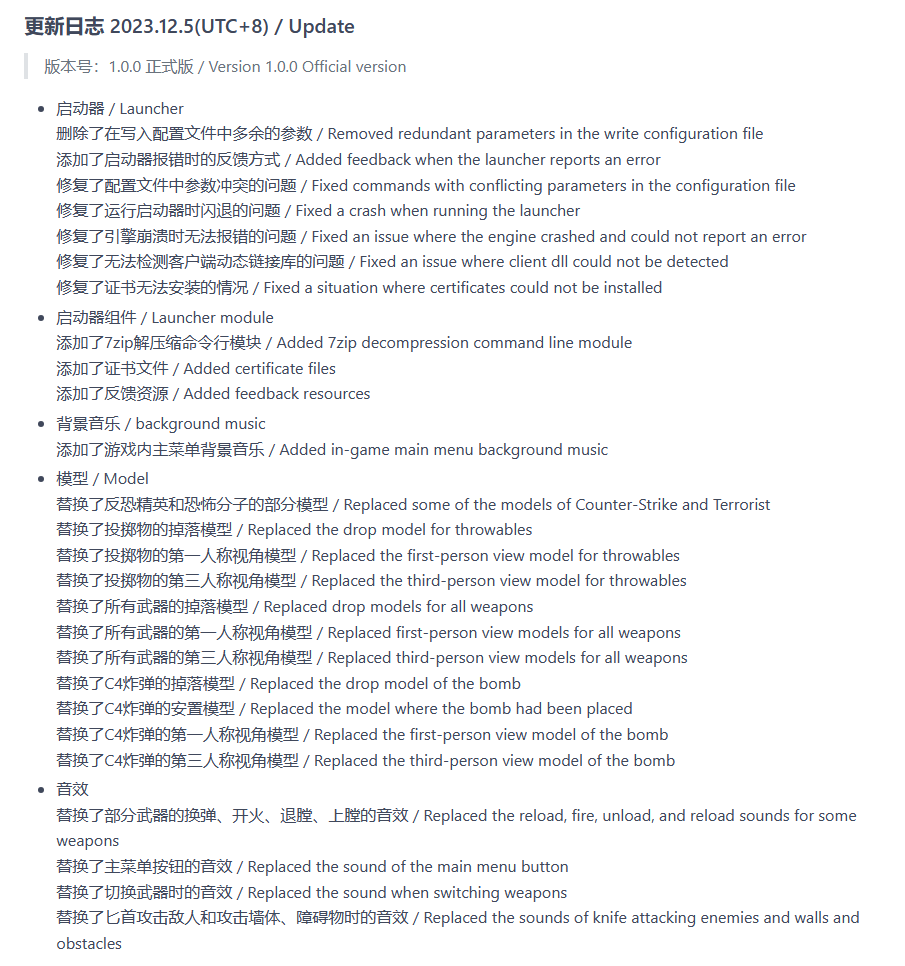 更新日志 2023.12.5(UTC+8) / Update
版本号：1.0.0 正式版 / Version 1.0.0 Official version
启动器 / Launcher
删除了在写入配置文件中多余的参数 / Removed redundant parameters in the write configuration file
添加了启动器报错时的反馈方式 / Added feedback when the launcher reports an error
修复了配置文件中参数冲突的问题 / Fixed commands with conflicting parameters in the configuration file
修复了运行启动器时闪退的问题 / Fixed a crash when running the launcher
修复了引擎崩溃时无法报错的问题 / Fixed an issue where the engine crashed and could not report an error
修复了无法检测客户端动态链接库的问题 / Fixed an issue where client dll could not be detected
修复了证书无法安装的情况 / Fixed a situation where certificates could not be installed
启动器组件 / Launcher module
添加了7zip解压缩命令行模块 / Added 7zip decompression command line module
添加了证书文件 / Added certificate files
添加了反馈资源 / Added feedback resources
背景音乐 / background music
添加了游戏内主菜单背景音乐 / Added in-game main menu background music
模型 / Model
替换了反恐精英和恐怖分子的部分模型 / Replaced some of the models of Counter-Strike and Terrorist
替换了投掷物的掉落模型 / Replaced the drop model for throwables
替换了投掷物的第一人称视角模型 / Replaced the first-person view model for throwables
替换了投掷物的第三人称视角模型 / Replaced the third-person view model for throwables
替换了所有武器的掉落模型 / Replaced drop models for all weapons
替换了所有武器的第一人称视角模型 / Replaced first-person view models for all weapons
替换了所有武器的第三人称视角模型 / Replaced third-person view models for all weapons
替换了C4炸弹的掉落模型 / Replaced the drop model of the bomb
替换了C4炸弹的安置模型 / Replaced the model where the bomb had been placed
替换了C4炸弹的第一人称视角模型 / Replaced the first-person view model of the bomb
替换了C4炸弹的第三人称视角模型 / Replaced the third-person view model of the bomb
音效
替换了部分武器的换弹、开火、退膛、上膛的音效 / Replaced the reload, fire, unload, and reload sounds for some
weapons
替换了主菜单按钮的音效 / Replaced the sound of the main menu button
替换了切换武器时的音效 / Replaced the sound when switching weapons
替换了匕首攻击敌人和攻击墙体、障碍物时的音效 / Replaced the sounds of knife attacking enemies and walls and
obstacles